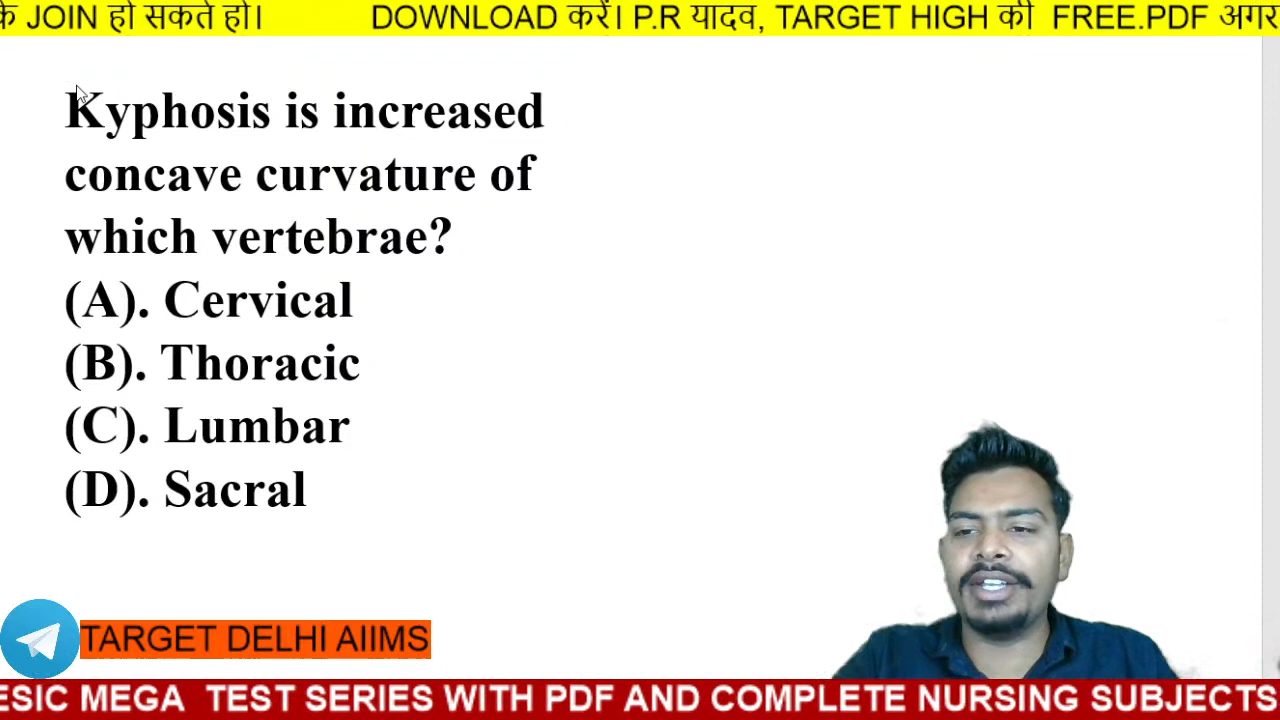 के JOIN हो सकते हो। DOWNLOAD करें। P.R यादव, TARGET HIGH की FREE.PDF अगर
Kyphosis is increased
concave curvature of
which vertebrae?
(A). Cervical
(B). Thoracic
(C). Lumbar
(D). Sacral
TARGET DELHI AIIMS
ESIC MEGA TEST SERIES WITH PDF AND COMPLETE NURSING SUBJECTS